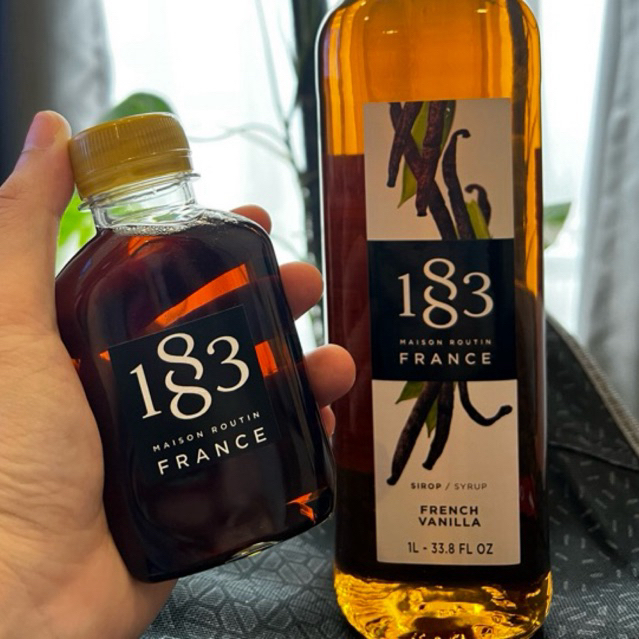 1883
MAISON ROUTIN
FRANCE
1883
MAISON ROUTIN
FRANCE
SIROP / SYRUP
FRENCH
VANILLA
1L - 33.8 FL OZ